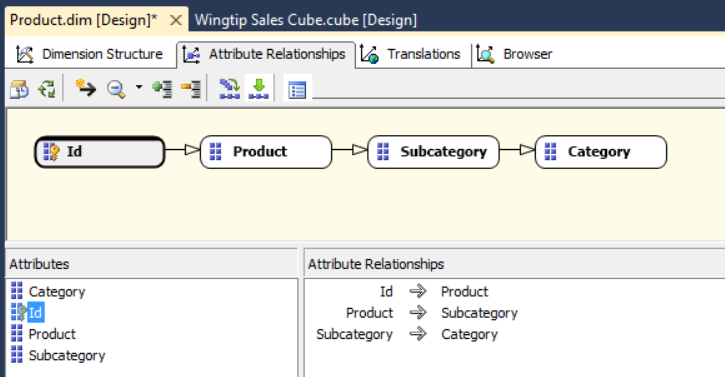 Product.dim [Design]* Wingtip Sales Cube.cube [Design]
Dimension Structure Attribute Relationships Translations Browser
Id Product Subcategory Category
Attributes
Category
Id
Product
Subcategory
Attribute Relationships
Id Product
Product Subcategory
Subcategory Category